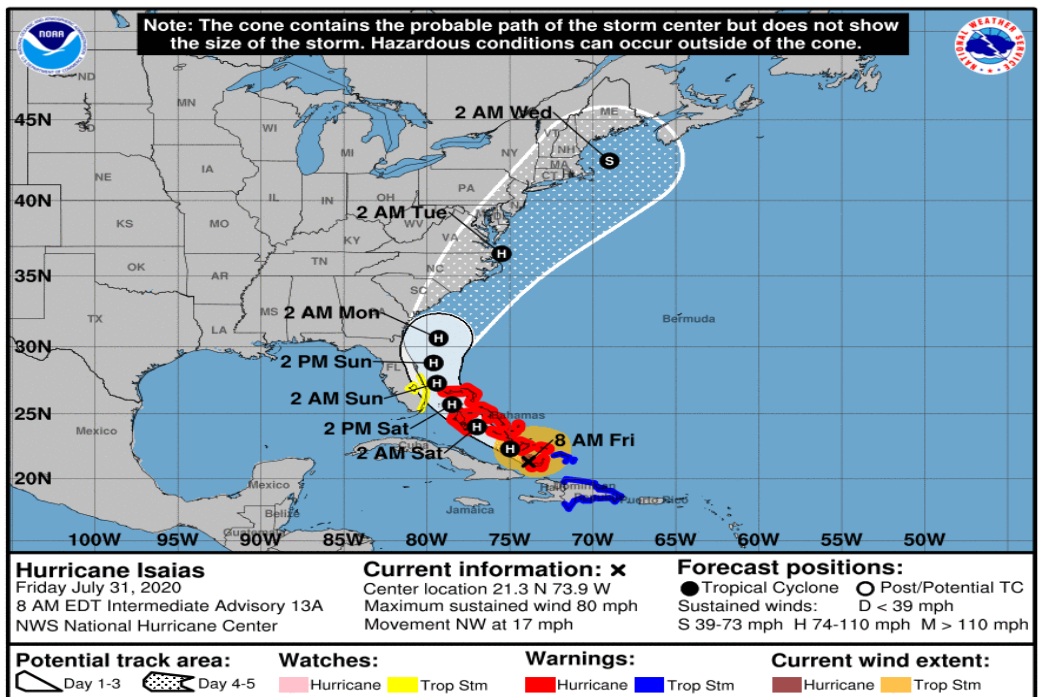 Note: The cone contains the probable path of the storm center but does not show
the size of the storm. Hazardous conditions can occur outside of the cone.
NOAA
NATIONAL WEATHER SERVICE
ND
MN
2 AM Wed
ME
45N
SD
WI
VT
NH
MI
NY
MA
CT
RI
S
NE
IA
PA
40N
IL
IN
OH
NJ
2 AM Tue
KS
MO
WV
VA
H
KY
OK
TN
NC
35N
AR
SC
TX
MS
2 AM Mon
LA
H
Bermuda
30N
2 PM Sun
H
FL
2 AM Sun
H
25N
Mexico
2 PM Sat
H
Bahamas
2 AM Sat
H
8 AM Fri
Cuba
H
20N
Mexico
Haiti
Dominican
Puerto Rico
Jamaica
Belize
Guatemala
100W 95W 90W 85W 80W 75W 70W 65W 60W 55W 50W
Hurricane Isaias
Friday July 31, 2020
8 AM EDT Intermediate Advisory 13A
NWS National Hurricane Center
Current information: x
Center location 21.3 N 73.9 W
Maximum sustained wind 80 mph
Movement NW at 17 mph
Forecast positions:
Tropical Cyclone Post/Potential TC
Sustained winds: D < 39 mph
S 39-73 mph H 74-110 mph M > 110 mph
Potential track area:
Day 1-3 Day 4-5
Watches:
Hurricane Trop Stm
Warnings:
Hurricane Trop Stm
Current wind extent:
Hurricane Trop Stm